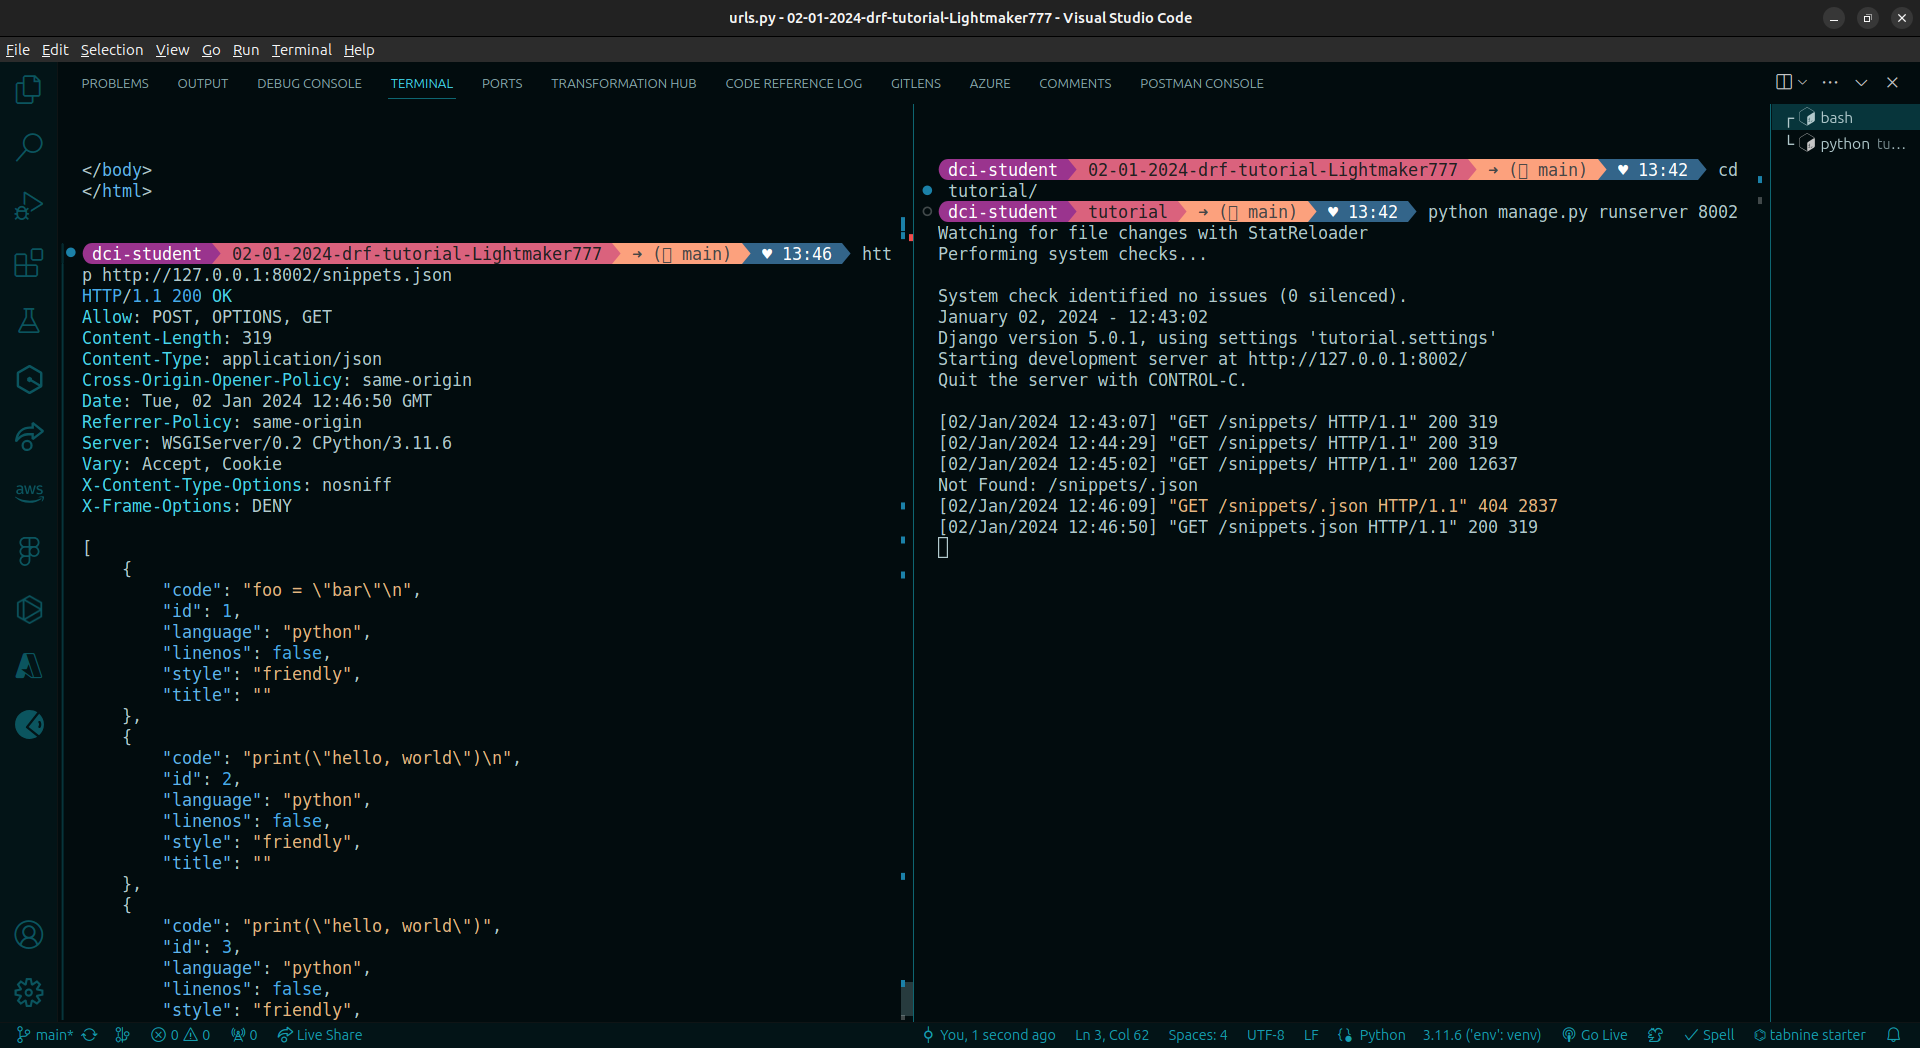 urls.py - 02-01-2024-drf-tutorial-Lightmaker777 - Visual Studio Code
File Edit Selection View Go Run Terminal Help
PROBLEMS OUTPUT DEBUG CONSOLE TERMINAL PORTS TRANSFORMATION HUB CODE REFERENCE LOG GITLENS AZURE COMMENTS POSTMAN CONSOLE
</body>
</html>
dci-student 02-01-2024-drf-tutorial-Lightmaker777 ➜ ( main) ♥ 13:46 htt
p http://127.0.0.1:8002/snippets.json
HTTP/1.1 200 OK
Allow: POST, OPTIONS, GET
Content-Length: 319
Content-Type: application/json
Cross-Origin-Opener-Policy: same-origin
Date: Tue, 02 Jan 2024 12:46:50 GMT
Referrer-Policy: same-origin
Server: WSGIServer/0.2 CPython/3.11.6
Vary: Accept, Cookie
X-Content-Type-Options: nosniff
X-Frame-Options: DENY
[
{
"code": "foo = \"bar\"\n",
"id": 1,
"language": "python",
"linenos": false,
"style": "friendly",
"title": ""
},
{
"code": "print(\"hello, world\")\n",
"id": 2,
"language": "python",
"linenos": false,
"style": "friendly",
"title": ""
},
{
"code": "print(\"hello, world\")",
"id": 3,
"language": "python",
"linenos": false,
"style": "friendly",
dci-student 02-01-2024-drf-tutorial-Lightmaker777 ➜ ( main) ♥ 13:42 cd
tutorial/
dci-student tutorial ➜ ( main) ♥ 13:42 python manage.py runserver 8002
Watching for file changes with StatReloader
Performing system checks...
System check identified no issues (0 silenced).
January 02, 2024 - 12:43:02
Django version 5.0.1, using settings 'tutorial.settings'
Starting development server at http://127.0.0.1:8002/
Quit the server with CONTROL-C.
[02/Jan/2024 12:43:07] "GET /snippets/ HTTP/1.1" 200 319
[02/Jan/2024 12:44:29] "GET /snippets/ HTTP/1.1" 200 319
[02/Jan/2024 12:45:02] "GET /snippets/ HTTP/1.1" 200 12637
Not Found: /snippets/.json
[02/Jan/2024 12:46:09] "GET /snippets/.json HTTP/1.1" 404 2837
[02/Jan/2024 12:46:50] "GET /snippets.json HTTP/1.1" 200 319
bash
python tu...
aws
main* 0 0 0 Live Share You, 1 second ago Ln 3, Col 62 Spaces: 4 UTF-8 LF Python 3.11.6 ('env': venv) Go Live Spell tabnine starter